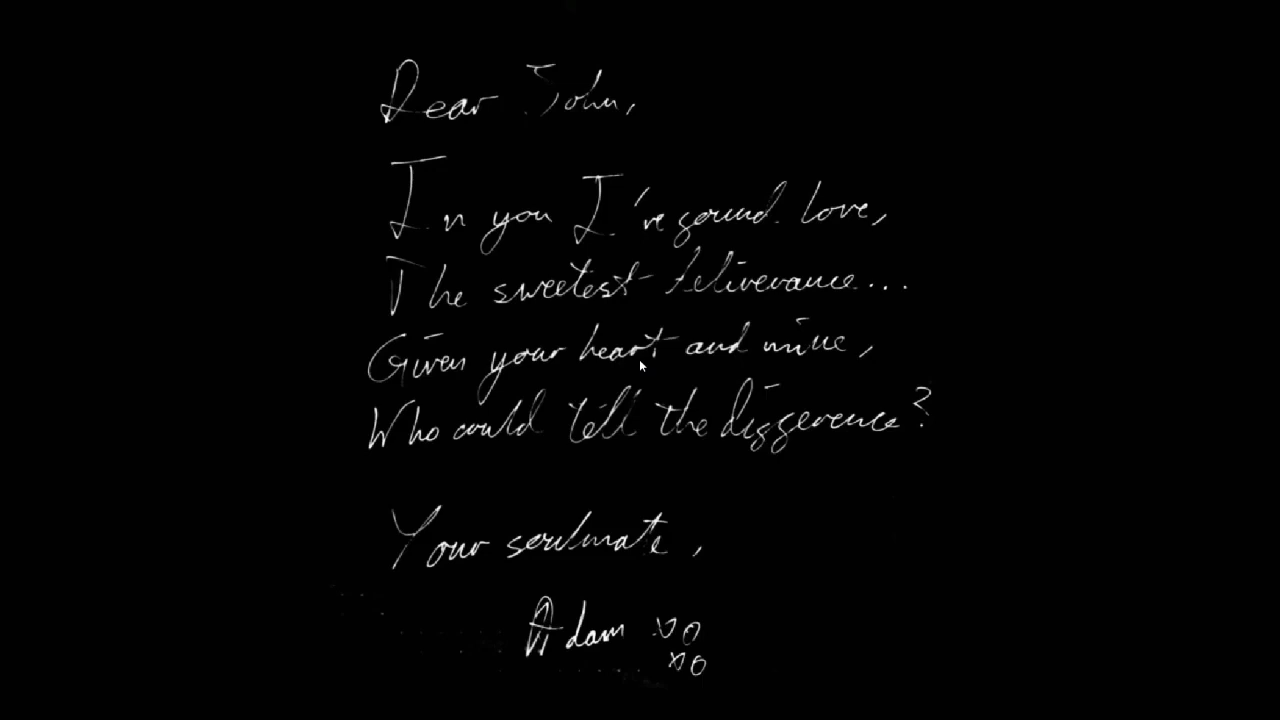 Dear John,
In you I've found love,
The sweetest deliverance...
Given your heart and mine,
Who could tell the difference?
Your soulmate,
Adam xo
xo